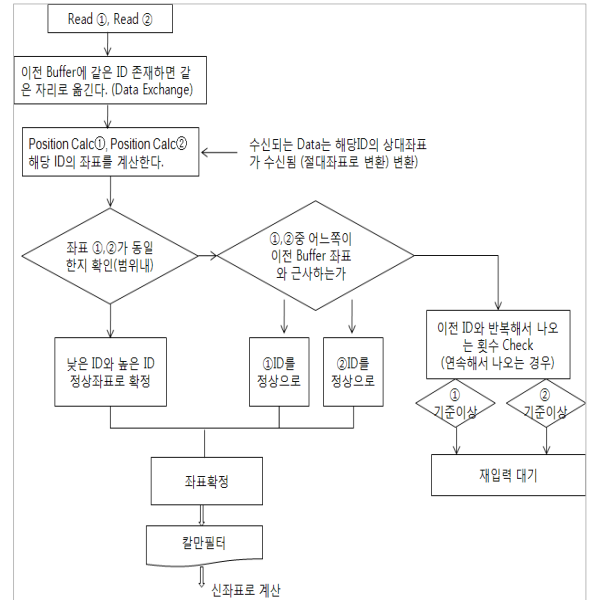 Read ①, Read ②
이전 Buffer에 같은 ID 존재하면 같
은 자리로 옮긴다. (Data Exchange)
Position Calc①, Position Calc②
해당 ID의 좌표를 계산한다.
수신되는 Data는 해당ID의 상대좌표
가 수신됨 (절대좌표로 변환) 변환)
좌표 ①,②가 동일
한지 확인(범위내)
①,②중 어느쪽이
이전 Buffer 좌표
와 근사하는가
이전 ID와 반복해서 나오
는 횟수 Check
(연속해서 나오는 경우)
낮은 ID와 높은 ID
정상좌표로 확정
①ID를
정상으로
②ID를
정상으로
①
기준이상
②
기준이상
재입력 대기
좌표확정
칼만필터
신좌표로 계산